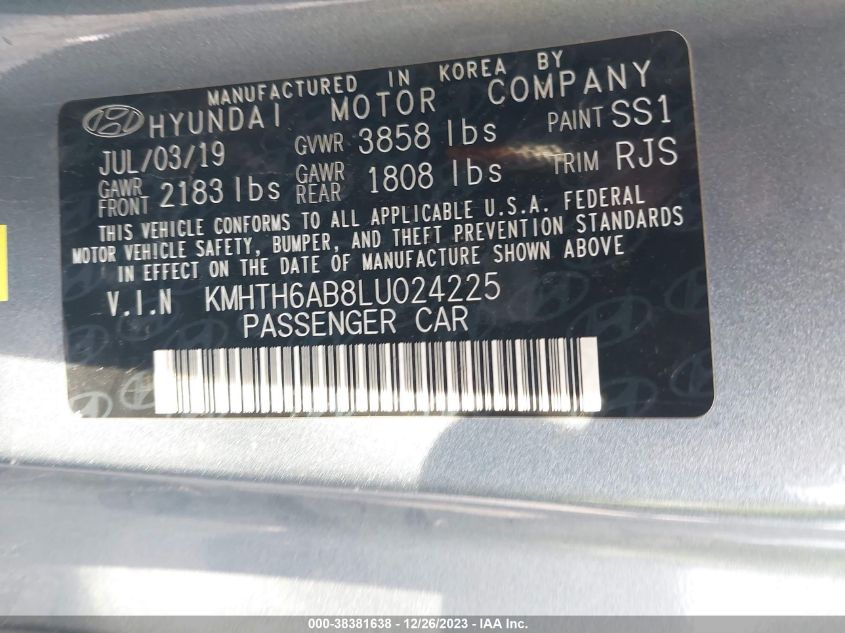 MANUFACTURED IN KOREA BY
HYUNDAI MOTOR COMPANY
JUL/03/19 GVWR 3858 lbs PAINT SS1
GAWR FRONT 2183 lbs GAWR REAR 1808 lbs TRIM RJS
THIS VEHICLE CONFORMS TO ALL APPLICABLE U.S.A. FEDERAL
MOTOR VEHICLE SAFETY, BUMPER, AND THEFT PREVENTION STANDARDS
IN EFFECT ON THE DATE OF MANUFACTURE SHOWN ABOVE
V.I.N KMHTH6AB8LU024225
PASSENGER CAR
000-38381638 - 12/26/2023 - IAA Inc.